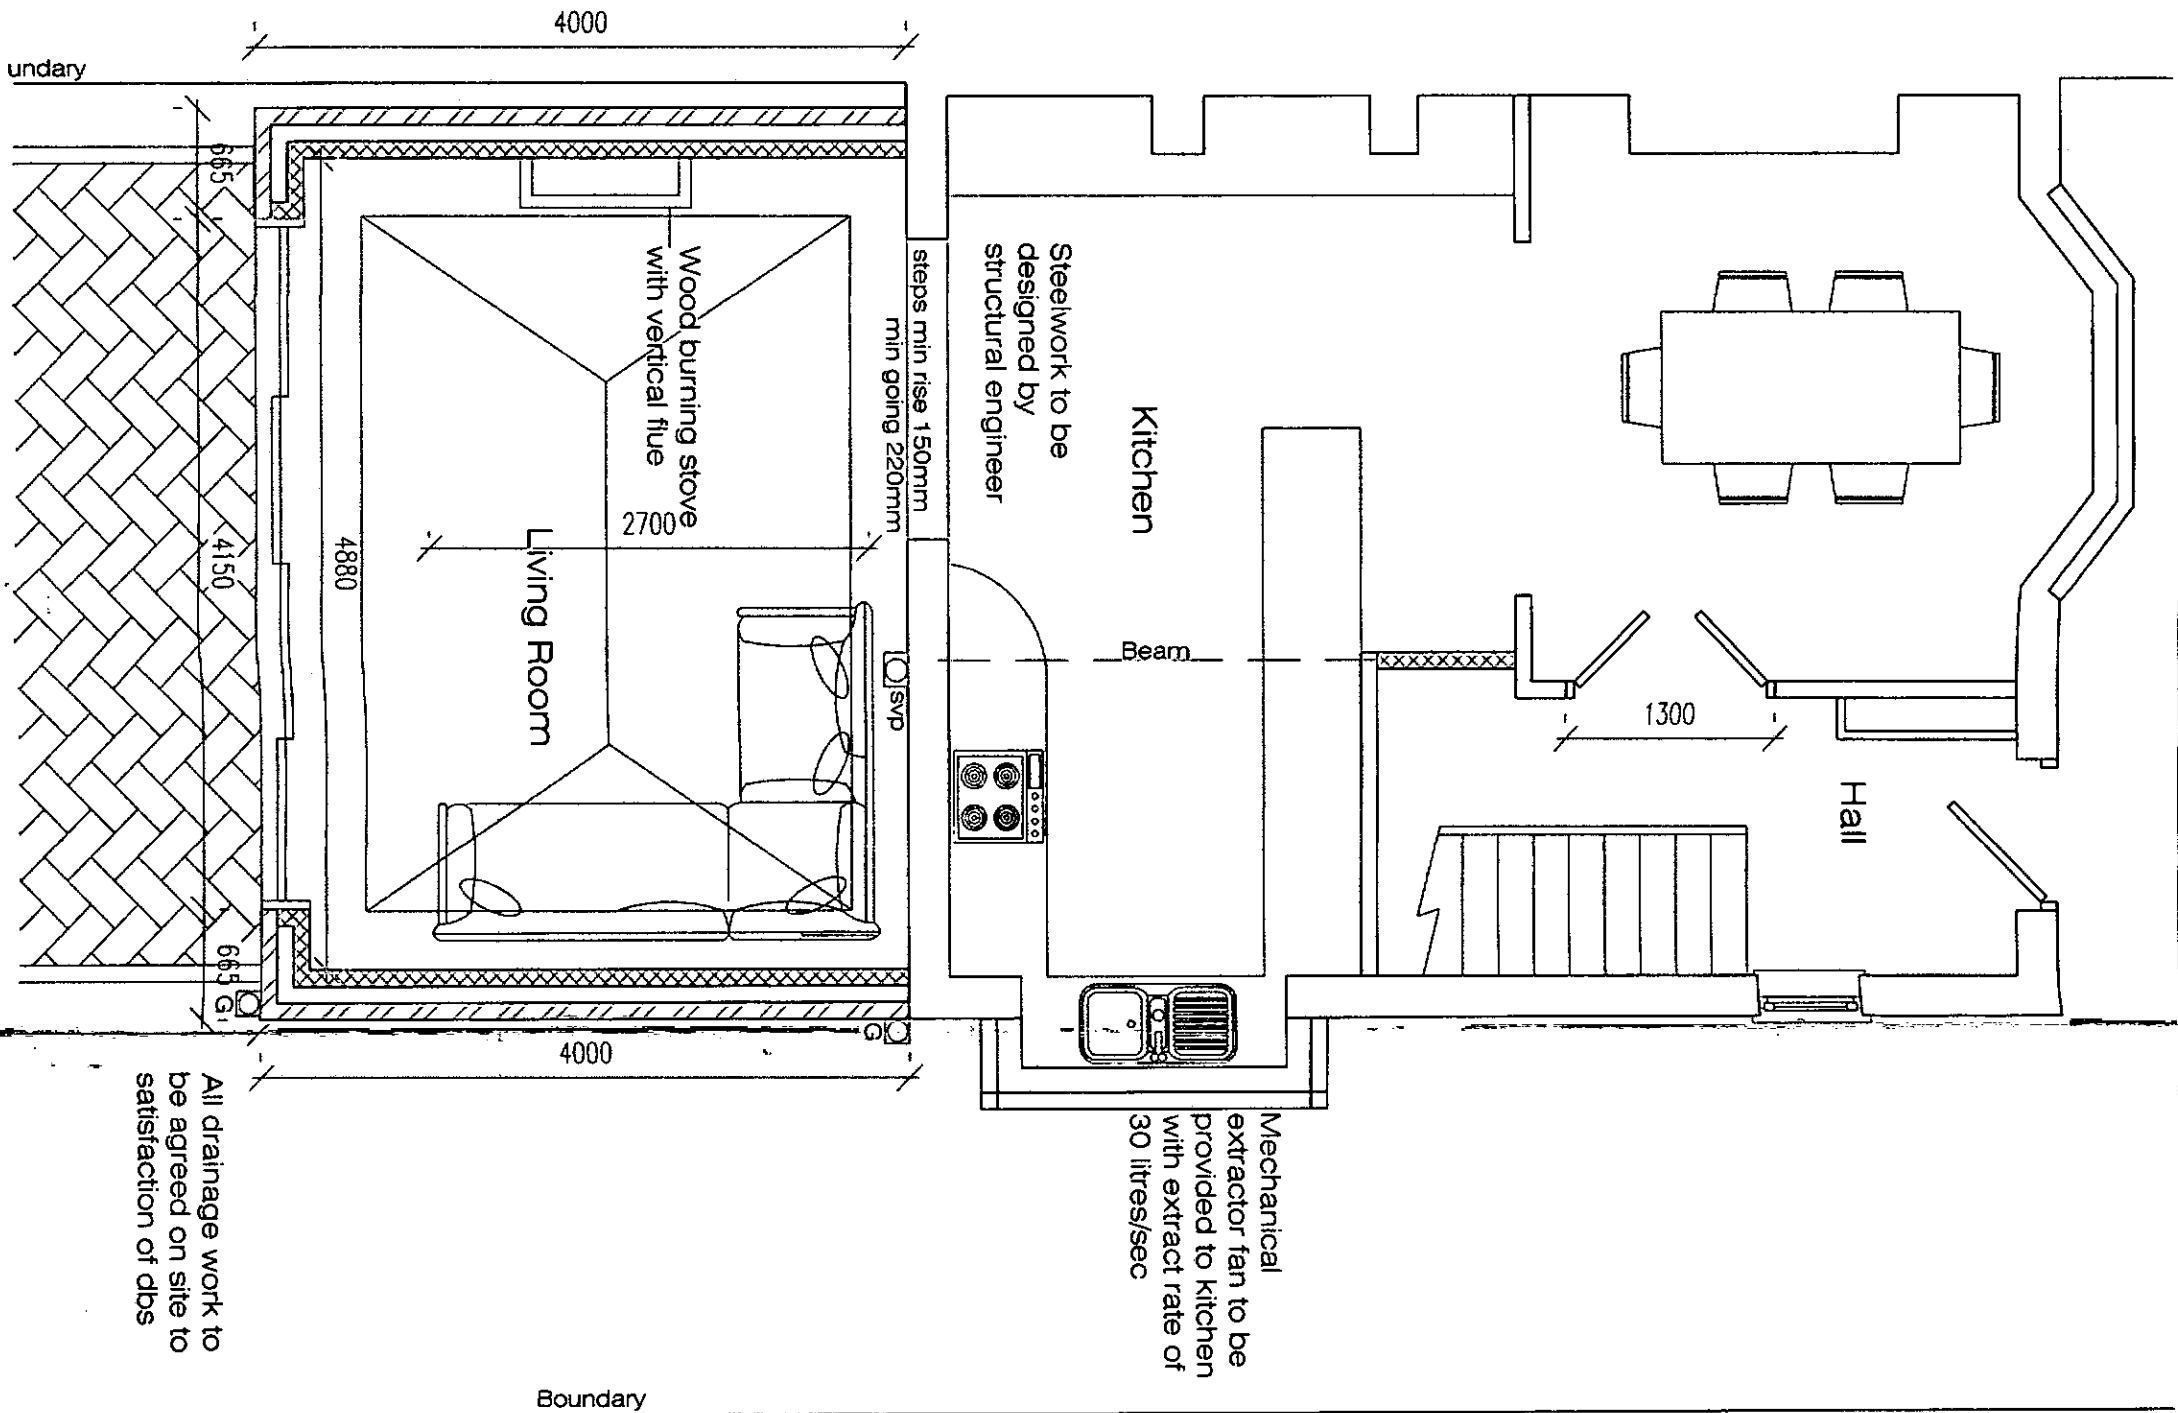 4000
undary
665
4150
665
4880
Wood burning stove
with vertical flue
2700
Living Room
steps min rise 150mm
min going 220mm
svp
Steelwork to be
designed by
structural engineer
Kitchen
Beam
1300
Hall
G
G
4000
Mechanical
extractor fan to be
provided to kitchen
with extract rate of
30 litres/sec
All drainage work to
be agreed on site to
satisfaction of dbs
Boundary